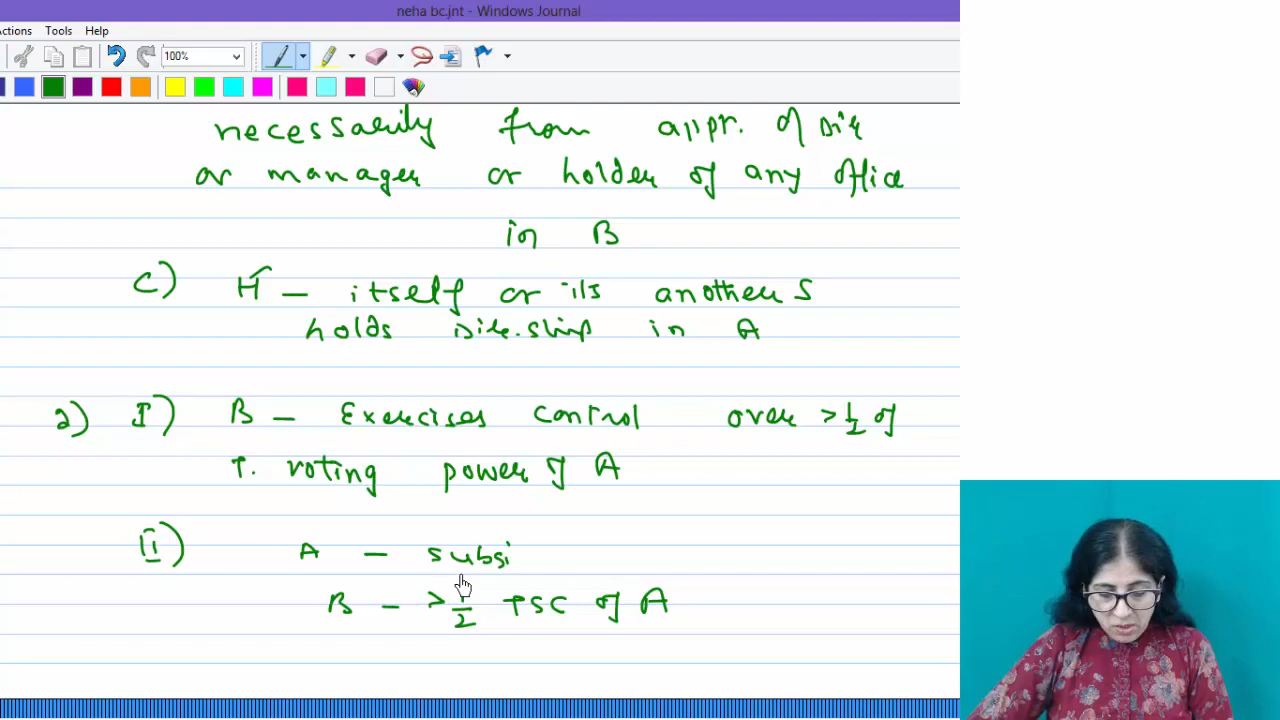 neha bc.jnt - Windows Journal
Actions Tools Help
100%
necessarily from appr. of Dir
or manager or holder of any office
in B
c) H - itself or its another S
holds Dir.ship in A
2) I) B - Exercises control over > 1/2 of
T. voting power of A
II) A - subsi
B - > 1/2 TSC of A